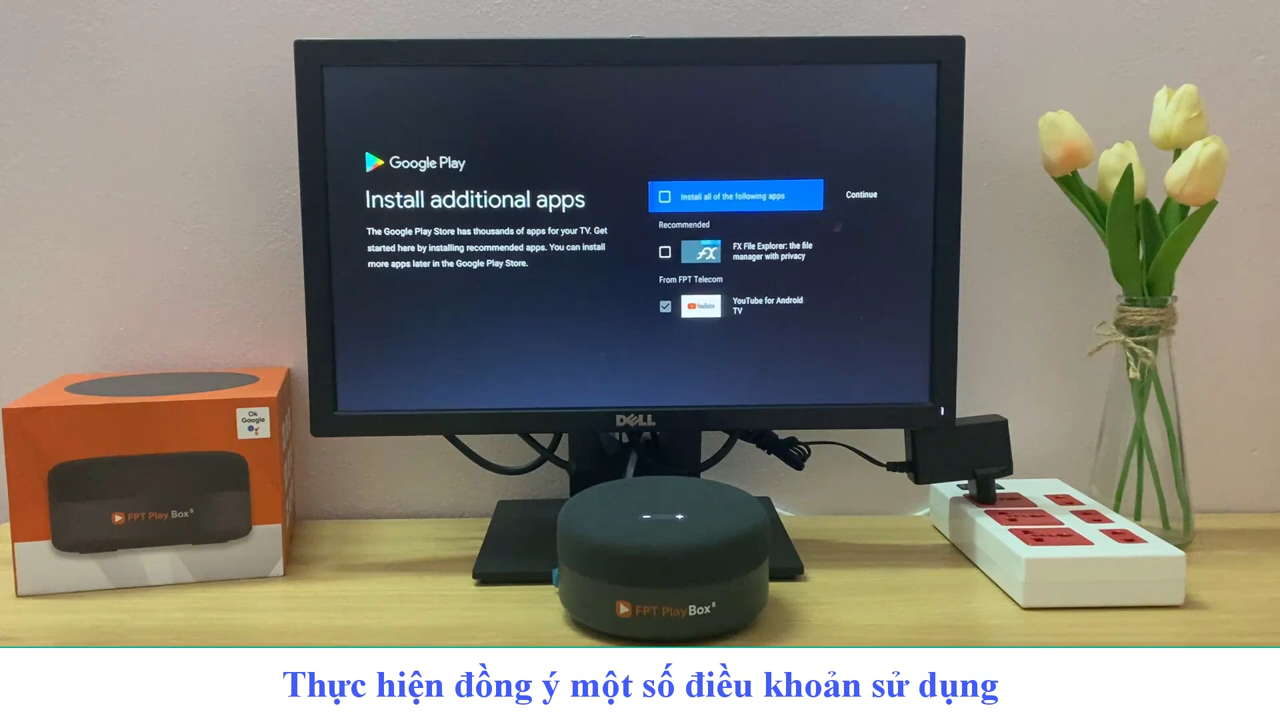 Google Play
Install additional apps
The Google Play Store has thousands of apps for your TV. Get
started here by installing recommended apps. You can install
more apps later in the Google Play Store.
Install all of the following apps
Continue
Recommended
FX
FX File Explorer: the file
manager with privacy
From FPT Telecom
YouTube
YouTube for Android
TV
DELL
Ok
Google
FPT Play Box S
FPT Play Box S
Thực hiện đồng ý một số điều khoản sử dụng